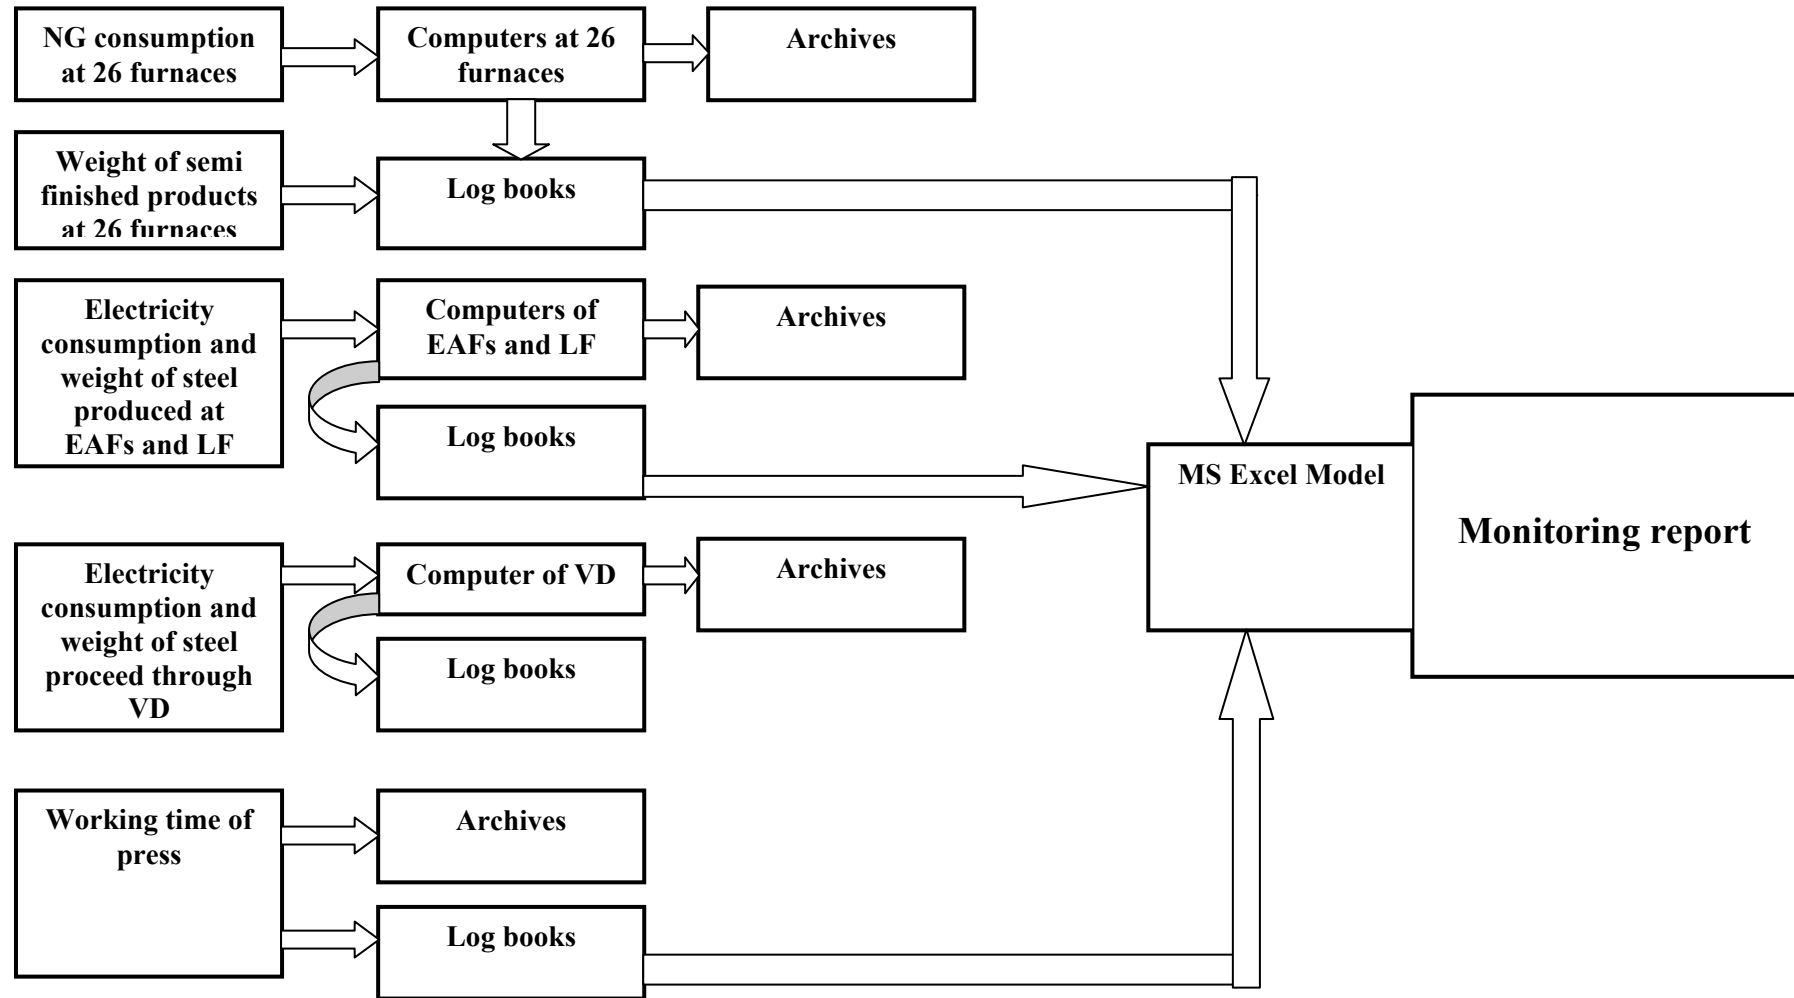 NG consumption
at 26 furnaces
Computers at 26
furnaces
Archives
Weight of semi
finished products
at 26 furnaces
Log books
Electricity
consumption and
weight of steel
produced at
EAFs and LF
Computers of
EAFs and LF
Archives
Log books
MS Excel Model
Monitoring report
Electricity
consumption and
weight of steel
proceed through
VD
Computer of VD
Archives
Log books
Working time of
press
Archives
Log books